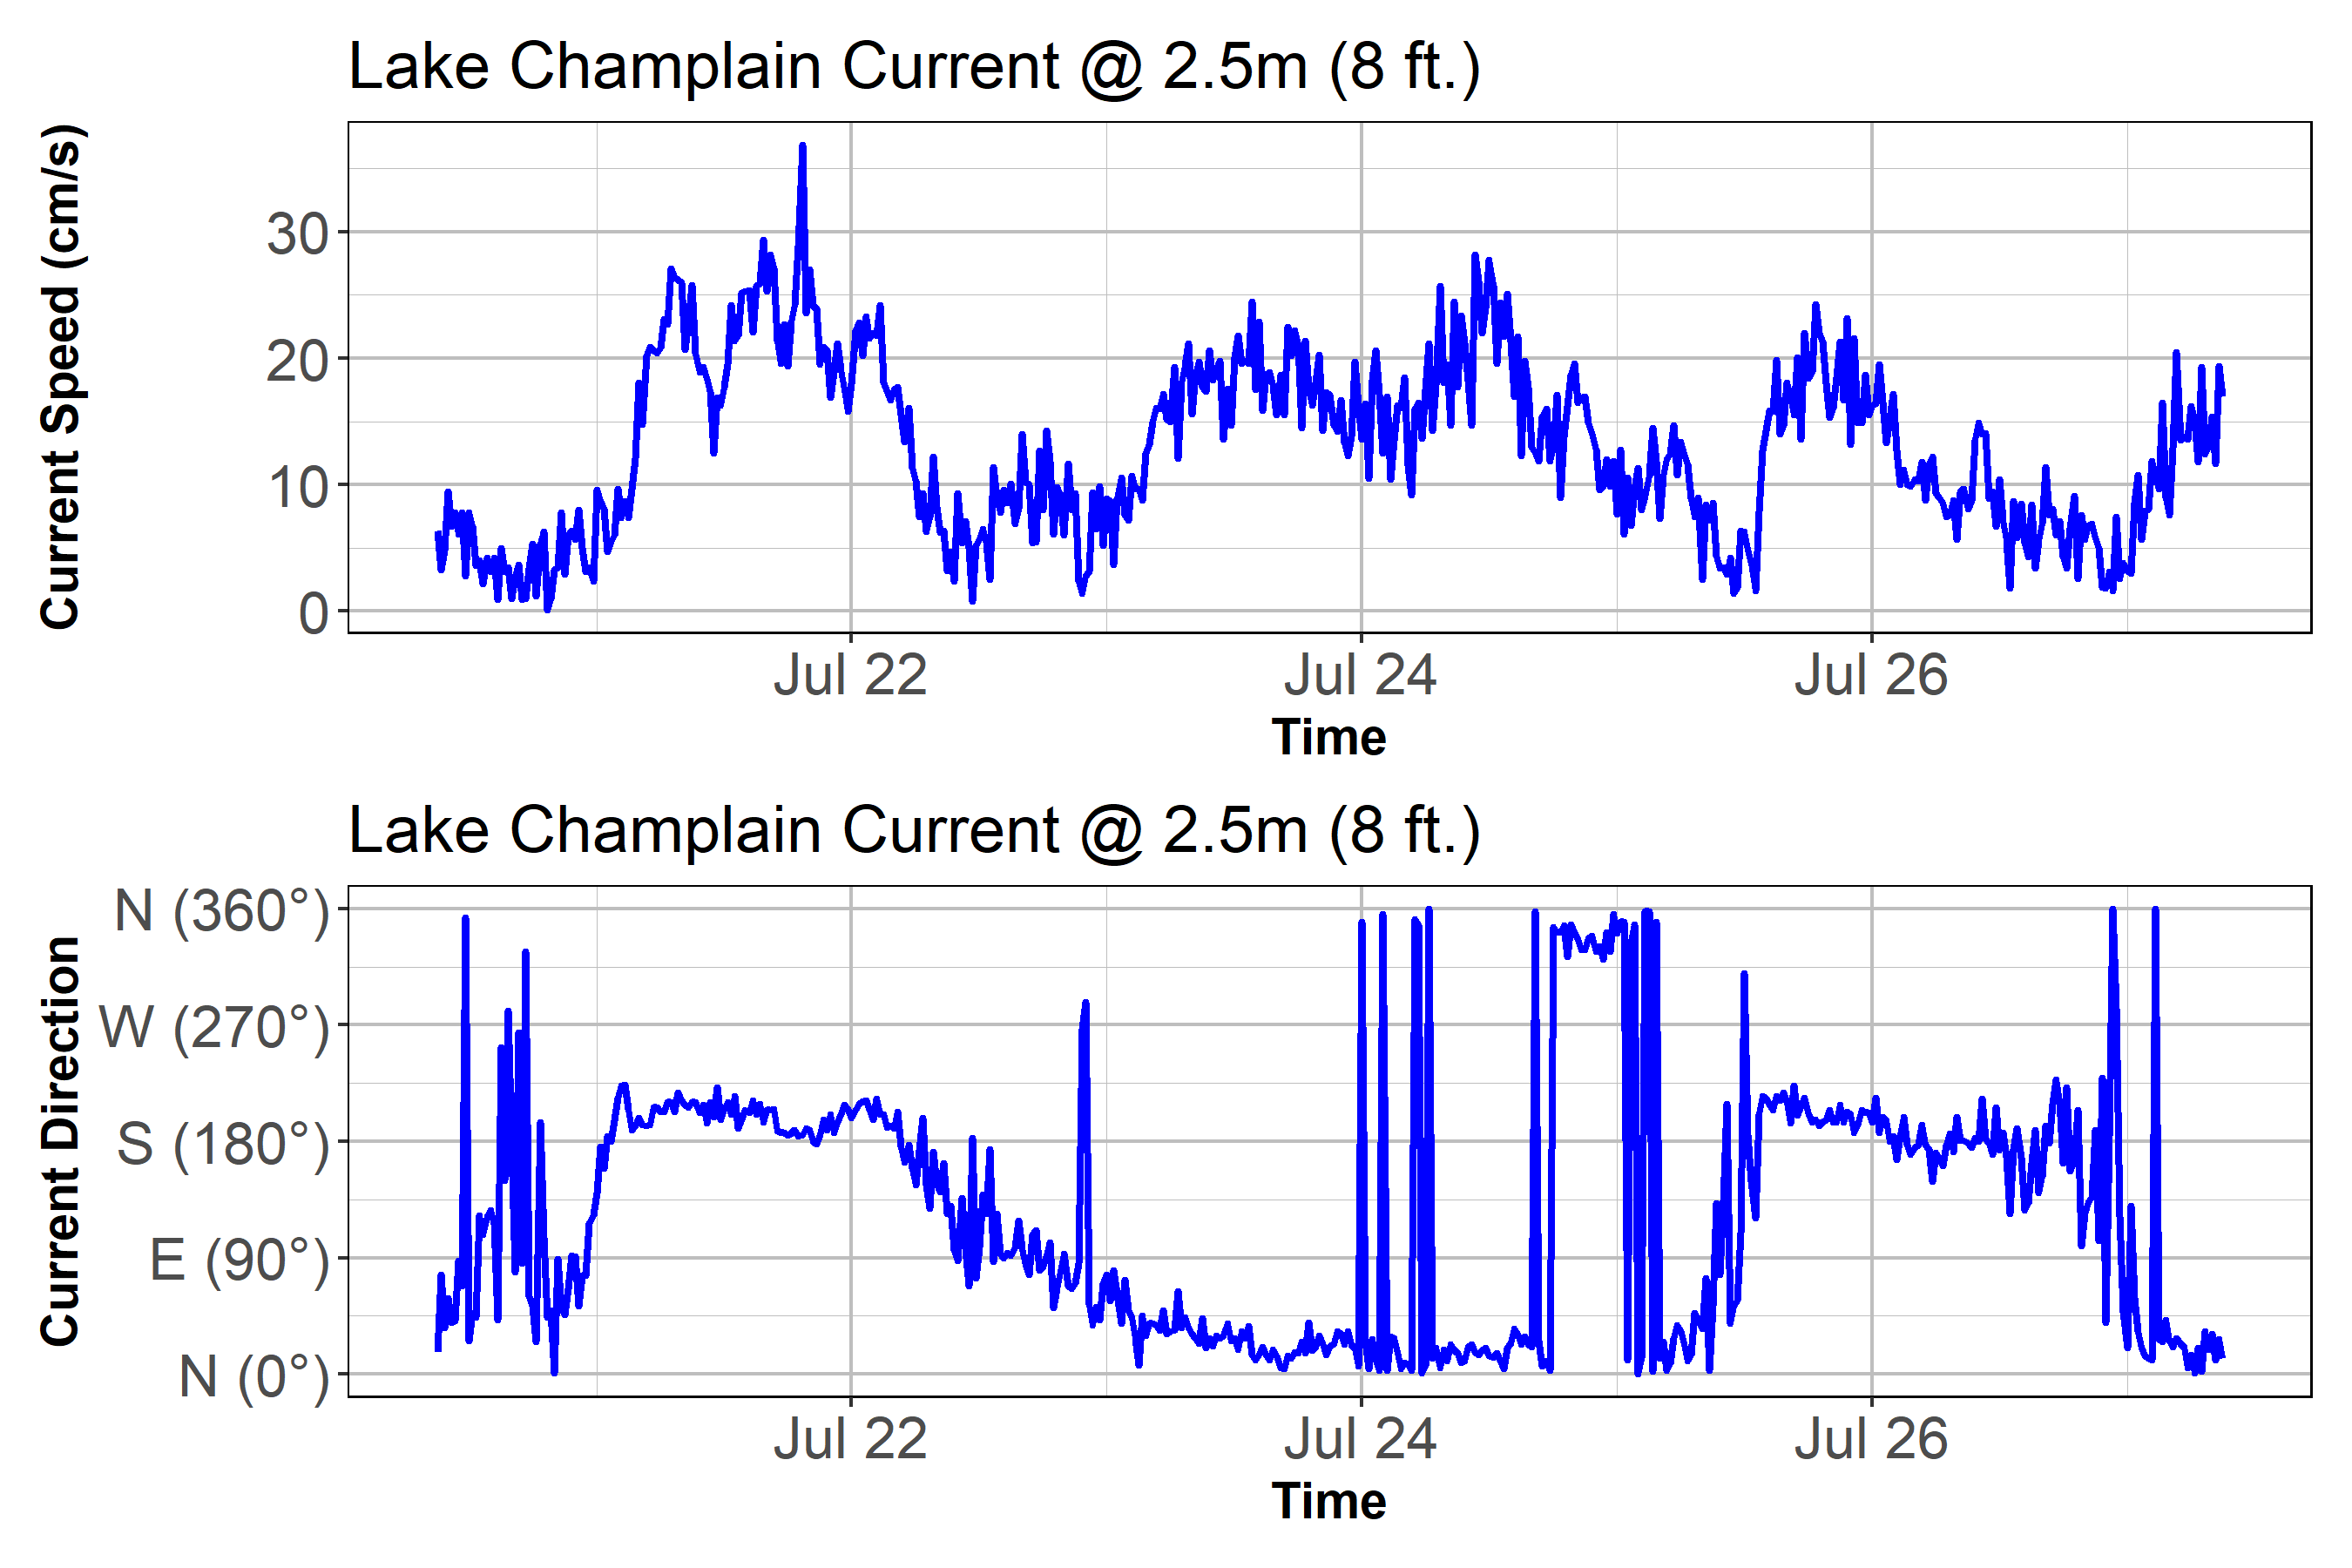 Lake Champlain Current @ 2.5m (8 ft.)
Current Speed (cm/s)
30
20
10
0
Jul 22 Jul 24 Jul 26
Time
Lake Champlain Current @ 2.5m (8 ft.)
Current Direction
N (360°)
W (270°)
S (180°)
E (90°)
N (0°)
Jul 22 Jul 24 Jul 26
Time